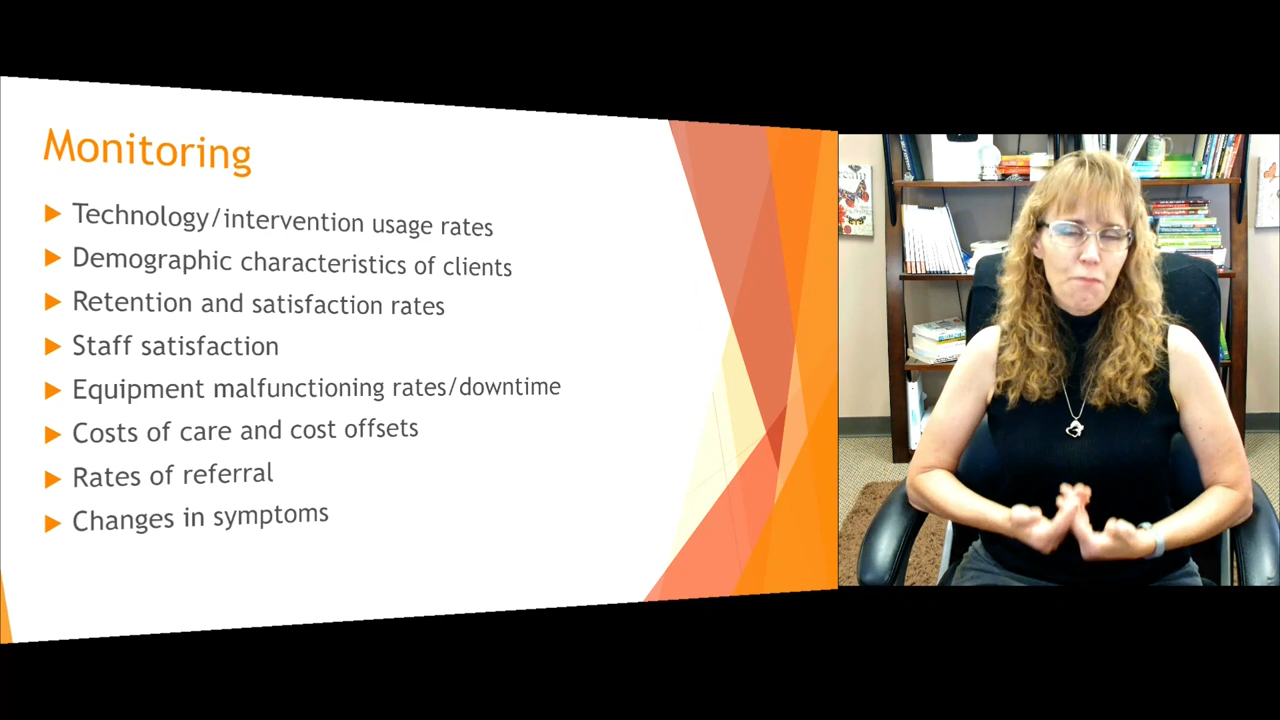 Monitoring
Technology/intervention usage rates
Demographic characteristics of clients
Retention and satisfaction rates
Staff satisfaction
Equipment malfunctioning rates/downtime
Costs of care and cost offsets
Rates of referral
Changes in symptoms